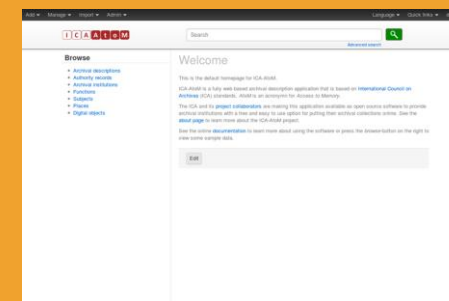 Add Manage Import Admin Language Quick links
ICAAtoM
Search
Advanced search
Browse
Archival descriptions
Authority records
Archival institutions
Functions
Subjects
Places
Digital objects
Welcome
This is the default homepage for ICA-AtoM.
ICA-AtoM is a fully web based archival description application that is based on International Council on
Archives (ICA) standards. AtoM is an acronym for Access to Memory.
The ICA and its project collaborators are making this application available as open source software to provide
archival institutions with a free and easy to use option for putting their archival collections online. See the
about page to learn more about the ICA-AtoM project.
See the online documentation to learn more about using the software or press the browse button on the right to
view some sample data.
Edit